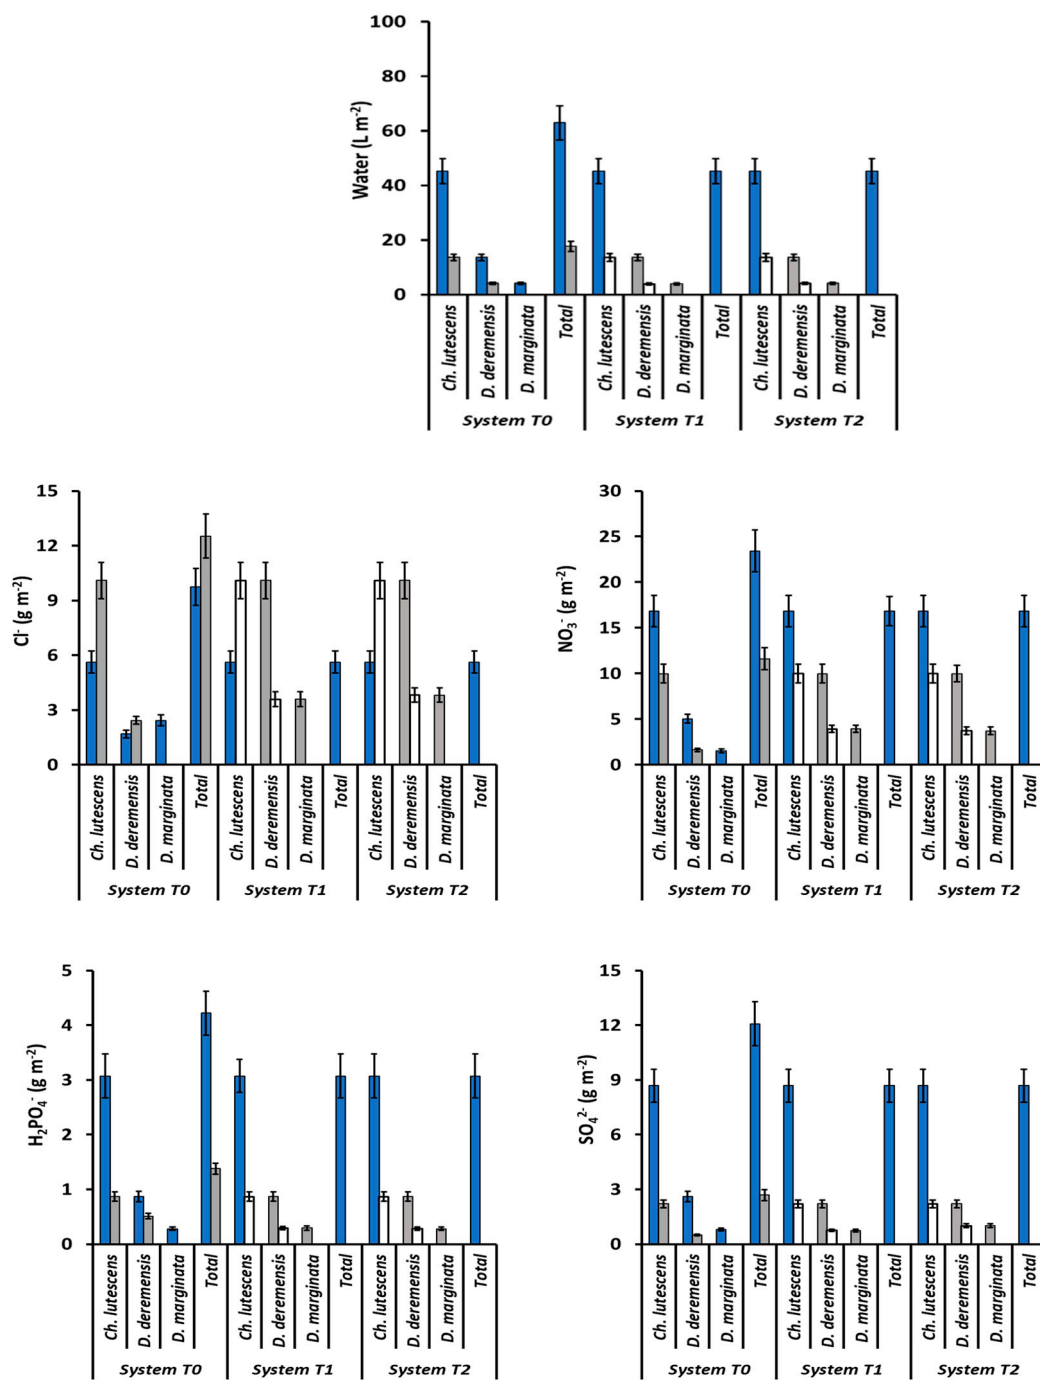 100
80
60
40
20
0
Water (L m⁻²)
Ch. lutescens
D. deremensis
D. marginata
Total
Ch. lutescens
D. deremensis
D. marginata
Total
Ch. lutescens
D. deremensis
D. marginata
Total
System T0
System T1
System T2
15
12
9
6
3
0
Cl⁻ (g m⁻²)
Ch. lutescens
D. deremensis
D. marginata
Total
Ch. lutescens
D. deremensis
D. marginata
Total
Ch. lutescens
D. deremensis
D. marginata
Total
System T0
System T1
System T2
30
25
20
15
10
5
0
NO₃⁻ (g m⁻²)
Ch. lutescens
D. deremensis
D. marginata
Total
Ch. lutescens
D. deremensis
D. marginata
Total
Ch. lutescens
D. deremensis
D. marginata
Total
System T0
System T1
System T2
5
4
3
2
1
0
H₂PO₄⁻ (g m⁻²)
Ch. lutescens
D. deremensis
D. marginata
Total
Ch. lutescens
D. deremensis
D. marginata
Total
Ch. lutescens
D. deremensis
D. marginata
Total
System T0
System T1
System T2
15
12
9
6
3
0
SO₄²⁻ (g m⁻²)
Ch. lutescens
D. deremensis
D. marginata
Total
Ch. lutescens
D. deremensis
D. marginata
Total
Ch. lutescens
D. deremensis
D. marginata
Total
System T0
System T1
System T2